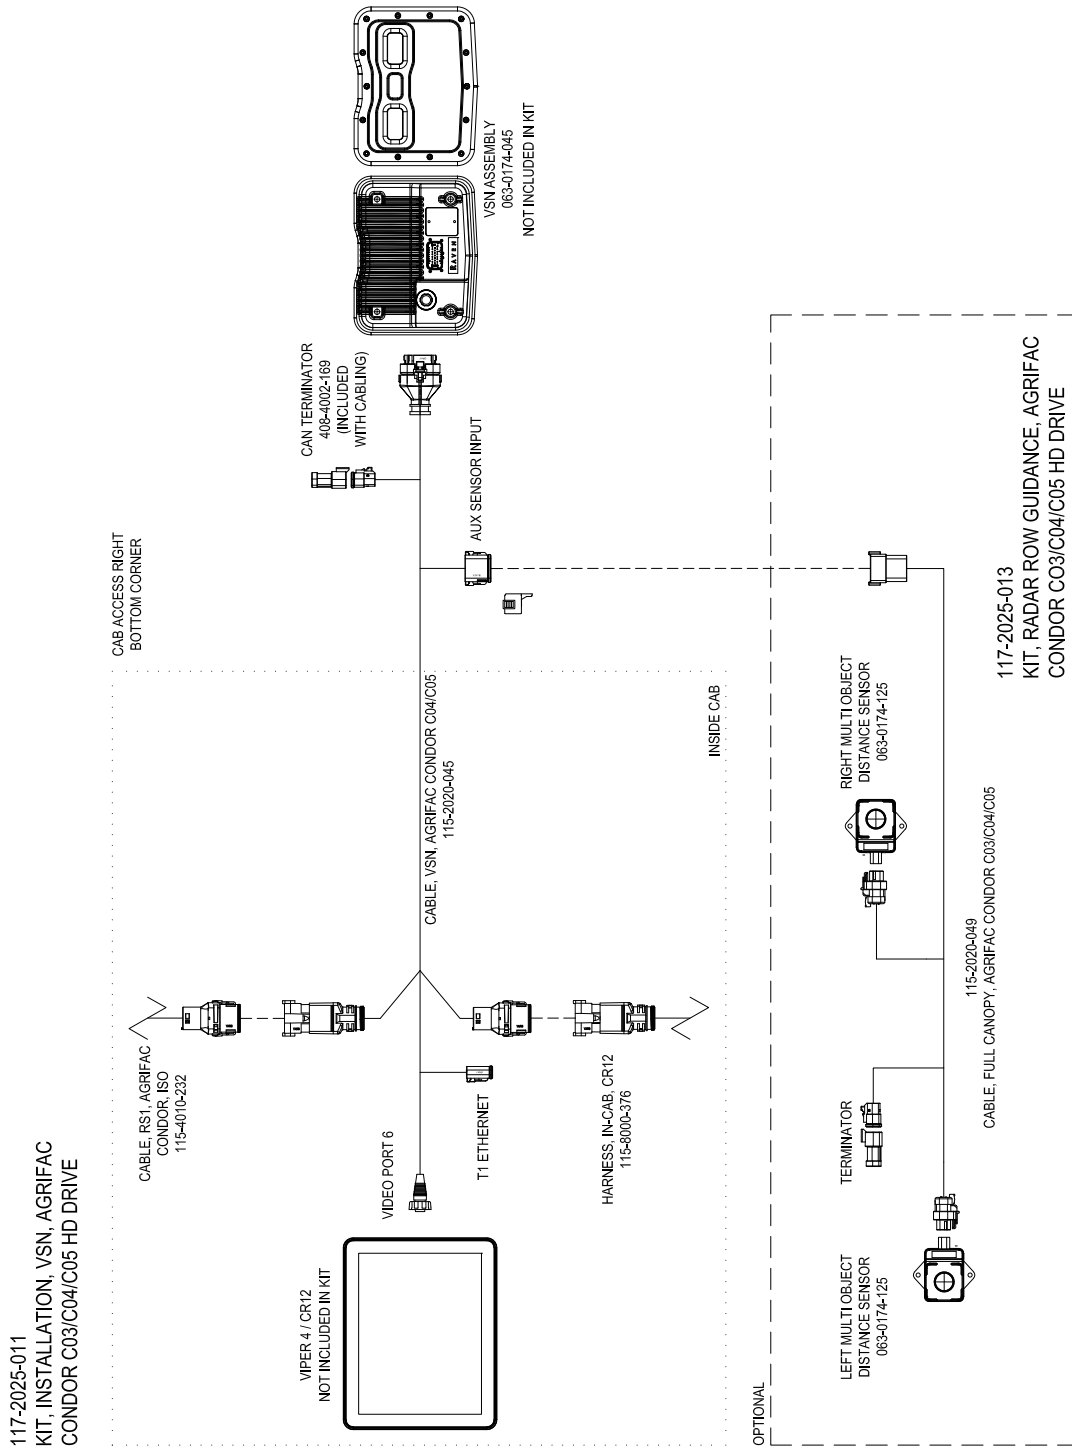 117-2025-011
KIT, INSTALLATION, VSN, AGRIFAC
CONDOR C03/C04/C05 HD DRIVE
CABLE, RS1, AGRIFAC
CONDOR, ISO
115-4010-232
CAB ACCESS RIGHT
BOTTOM CORNER
CAN TERMINATOR
408-4002-169
(INCLUDED
WITH CABLING)
VIPER 4 / CR12
NOT INCLUDED IN KIT
VIDEO PORT 6
T1 ETHERNET
CABLE, VSN, AGRIFAC CONDOR C04/C05
115-2020-045
AUX SENSOR INPUT
RAVEN
VSN ASSEMBLY
063-0174-045
NOT INCLUDED IN KIT
HARNESS, IN-CAB, CR12
115-8000-376
INSIDE CAB
OPTIONAL
LEFT MULTI OBJECT
DISTANCE SENSOR
063-0174-125
TERMINATOR
RIGHT MULTI OBJECT
DISTANCE SENSOR
063-0174-125
115-2020-049
CABLE, FULL CANOPY, AGRIFAC CONDOR C03/C04/C05
117-2025-013
KIT, RADAR ROW GUIDANCE, AGRIFAC
CONDOR CO3/C04/C05 HD DRIVE